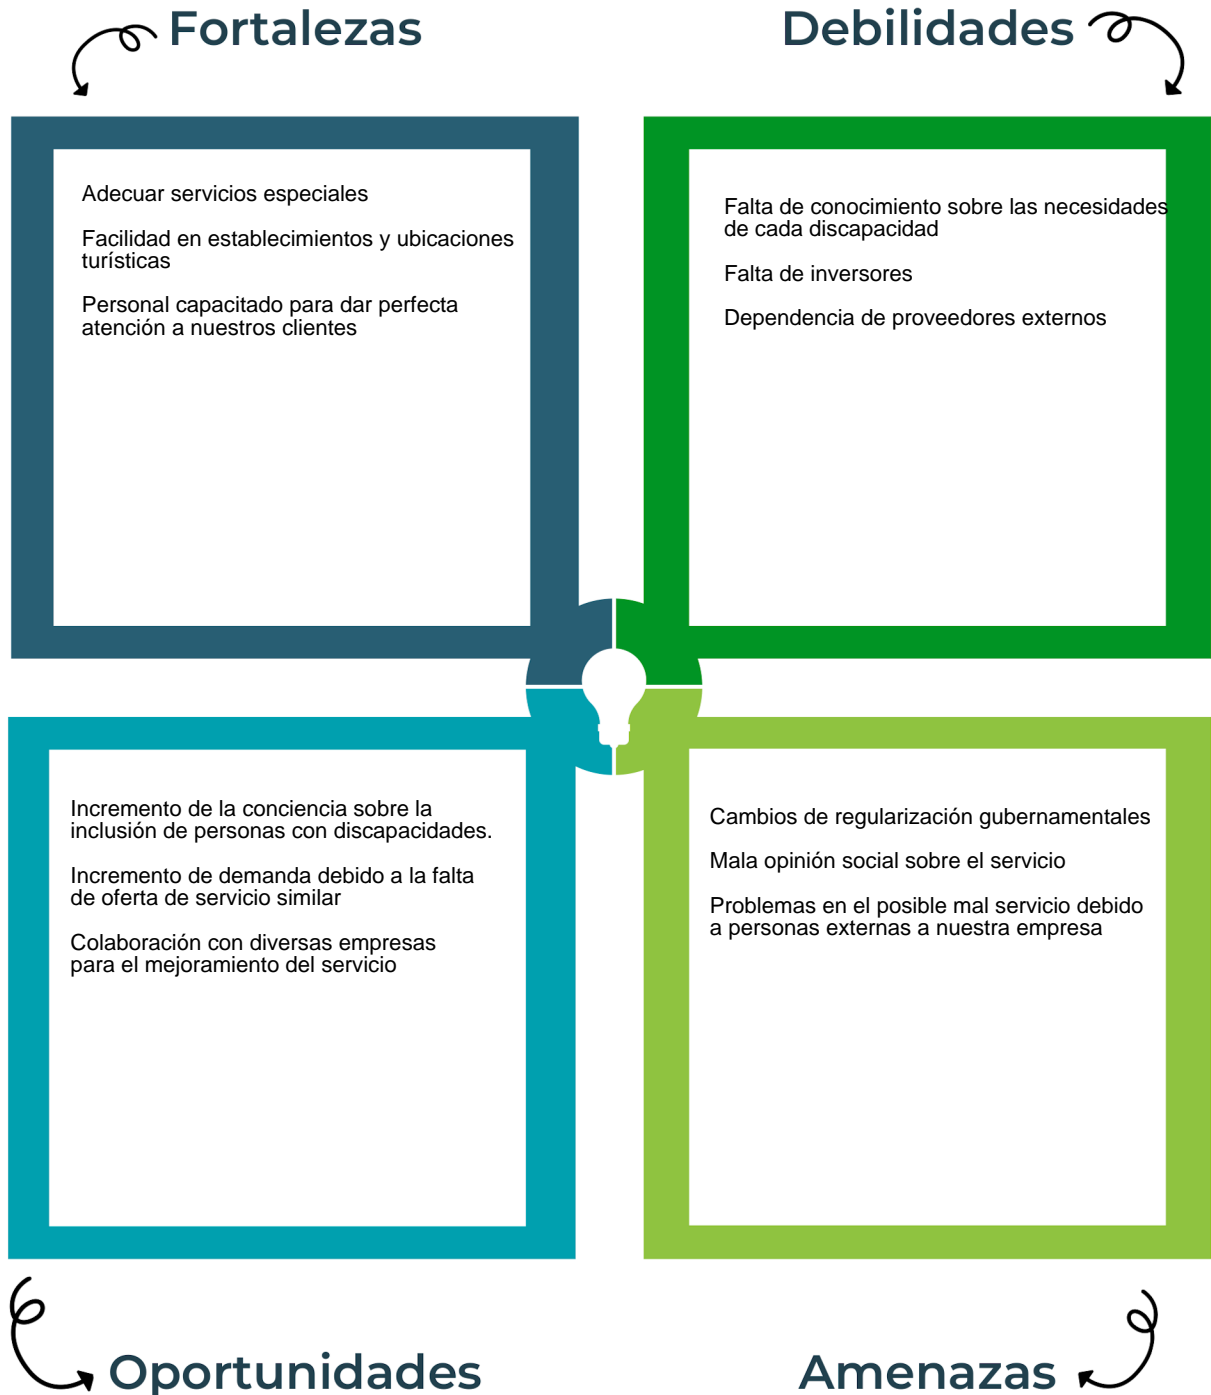 Fortalezas
Adecuar servicios especiales
Facilidad en establecimientos y ubicaciones
turísticas
Personal capacitado para dar perfecta
atención a nuestros clientes
Debilidades
Falta de conocimiento sobre las necesidades
de cada discapacidad
Falta de inversores
Dependencia de proveedores externos
Incremento de la conciencia sobre la
inclusión de personas con discapacidades.
Incremento de demanda debido a la falta
de oferta de servicio similar
Colaboración con diversas empresas
para el mejoramiento del servicio
Oportunidades
Cambios de regularización gubernamentales
Mala opinión social sobre el servicio
Problemas en el posible mal servicio debido
a personas externas a nuestra empresa
Amenazas